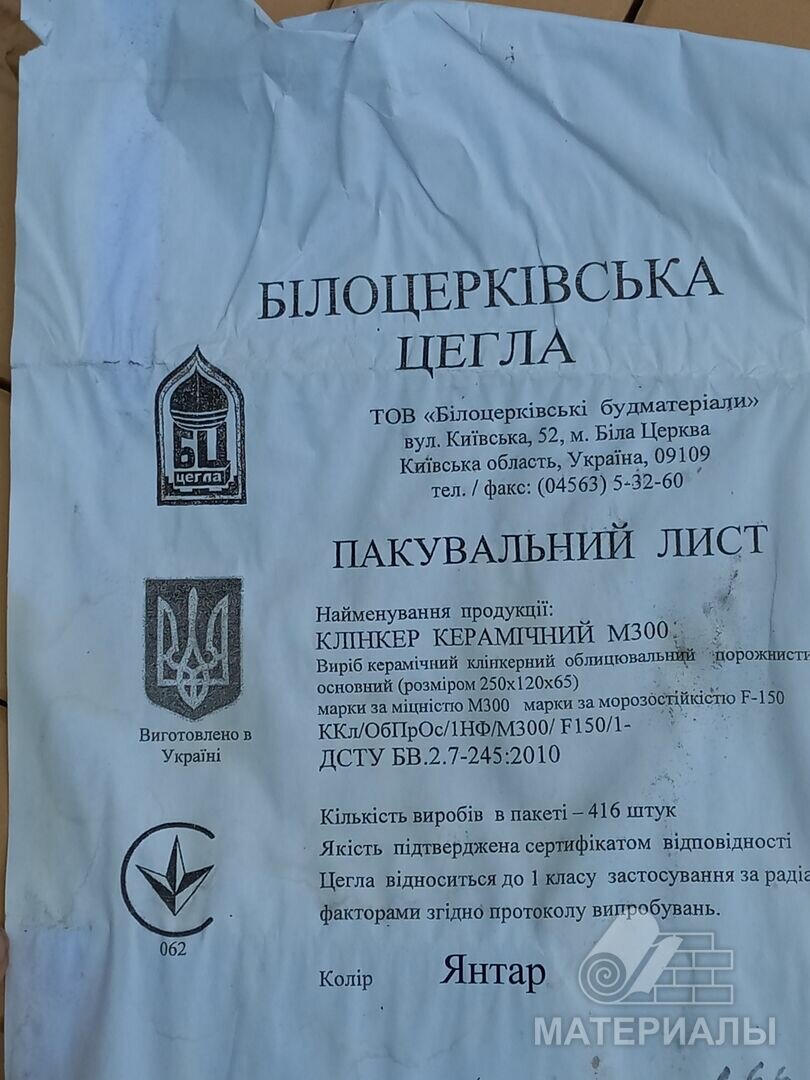 БІЛОЦЕРКІВСЬКА
ЦЕГЛА
БЦ
цегла
ТОВ «Білоцерківські будматеріали»
вул. Київська, 52, м. Біла Церква
Київська область, Україна, 09109
тел. / факс: (04563) 5-32-60
ПАКУВАЛЬНИЙ ЛИСТ
Найменування продукції:
КЛІНКЕР КЕРАМІЧНИЙ М300
Виріб керамічний клінкерний облицювальний порожнисти
основний (розміром 250х120х65)
марки за міцністю М300 марки за морозостійкістю F-150
ККл/ОбПрОс/1НФ/М300/ F150/1-
ДСТУ БВ.2.7-245:2010
Виготовлено в
Україні
Кількість виробів в пакеті – 416 штук
Якість підтверджена сертифікатом відповідності
Цегла відноситься до 1 класу застосування за радіа
факторами згідно протоколу випробувань.
062
Колір Янтар
МАТЕРИАЛЫ